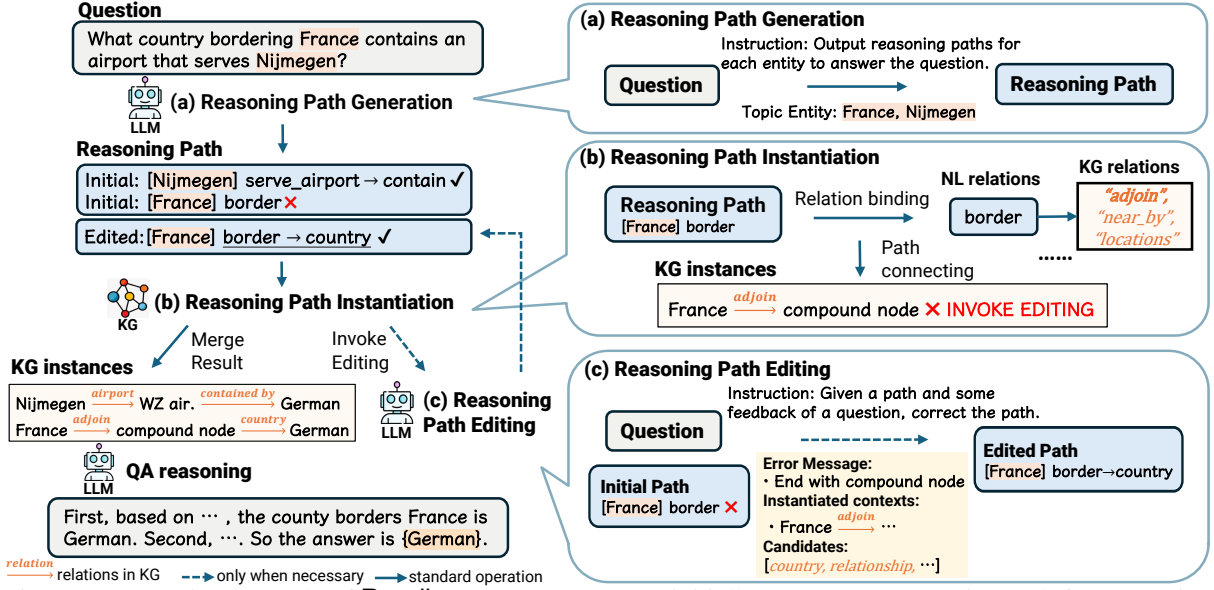 Question
What country bordering France contains an
airport that serves Nijmegen?
LLM
(a) Reasoning Path Generation
Reasoning Path
Initial: [Nijmegen] serve_airport → contain ✓
Initial: [France] border ×
Edited: [France] border → country ✓
KG
(b) Reasoning Path Instantiation
Merge
Result
Invoke
Editing
KG instances
Nijmegen airport WZ air. contained by German
France adjoin compound node country German
LLM
(c) Reasoning
Path Editing
LLM
QA reasoning
First, based on ⋯ , the county borders France is
German. Second, ⋯. So the answer is {German}.
relation
relations in KG
only when necessary
standard operation
(a) Reasoning Path Generation
Instruction: Output reasoning paths for
each entity to answer the question.
Question
Reasoning Path
Topic Entity: France, Nijmegen
(b) Reasoning Path Instantiation
Reasoning Path
[France] border
Relation binding
NL relations
border
KG relations
"adjoin",
"near_by",
"locations"
......
Path
connecting
KG instances
France adjoin compound node × INVOKE EDITING
(c) Reasoning Path Editing
Instruction: Given a path and some
feedback of a question, correct the path.
Question
Initial Path
[France] border ×
Error Message:
• End with compound node
Instantiated contexts:
• France adjoin ⋯
Candidates:
[country, relationship, ⋯]
Edited Path
[France] border→country